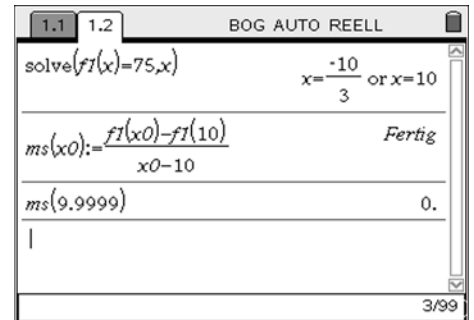 1.1 1.2 BOG AUTO REELL
solve(f1(x)=75,x) x=-10/3 or x=10
ms(x0):=(f1(x0)-f1(10))/(x0-10) Fertig
ms(9.9999) 0.
3/99